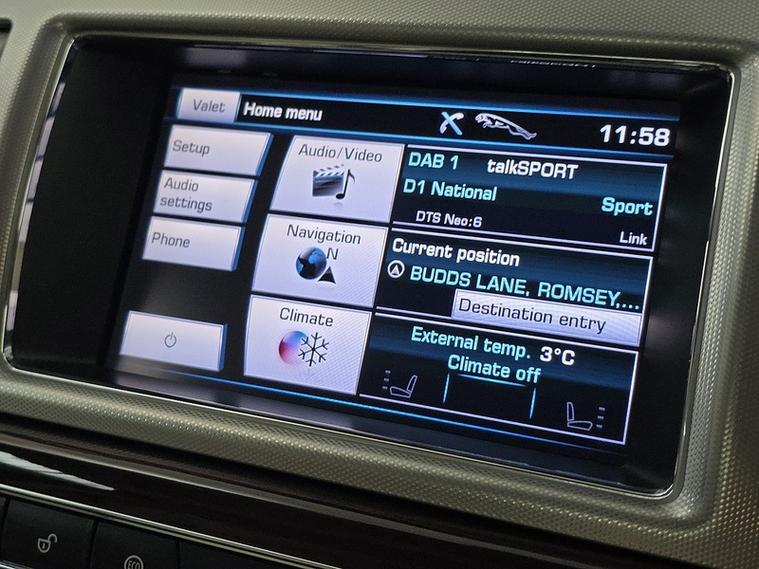 Valet
Home menu
11:58
Setup
Audio
settings
Phone
Audio/Video
Navigation
N
Climate
DAB 1 talkSPORT
D1 National
Sport
DTS Neo:6
Link
Current position
BUDDS LANE, ROMSEY,...
Destination entry
External temp. 3°C
Climate off
ECO